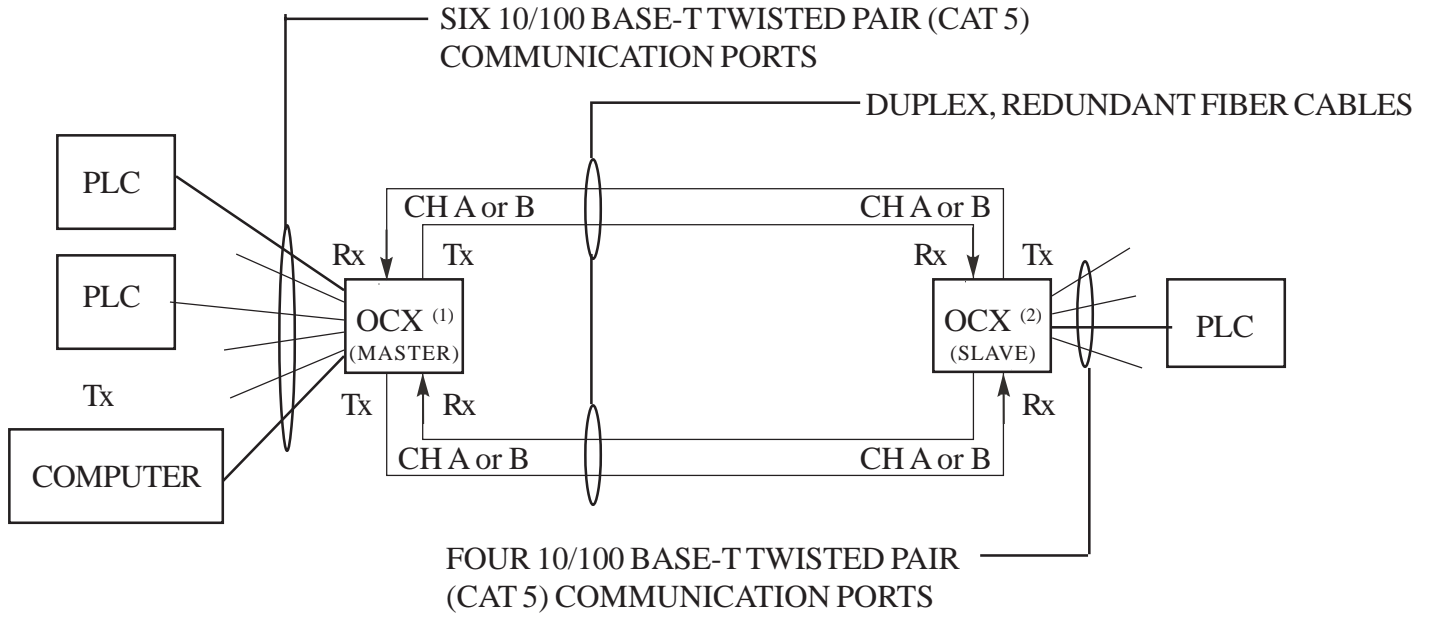 SIX 10/100 BASE-T TWISTED PAIR (CAT 5)
COMMUNICATION PORTS
DUPLEX, REDUNDANT FIBER CABLES
PLC
CH A or B
CH A or B
Rx
Tx
Rx
Tx
PLC
OCX (1)
(MASTER)
OCX (2)
(SLAVE)
PLC
Tx
Tx
Rx
Rx
COMPUTER
CH A or B
CH A or B
FOUR 10/100 BASE-T TWISTED PAIR
(CAT 5) COMMUNICATION PORTS